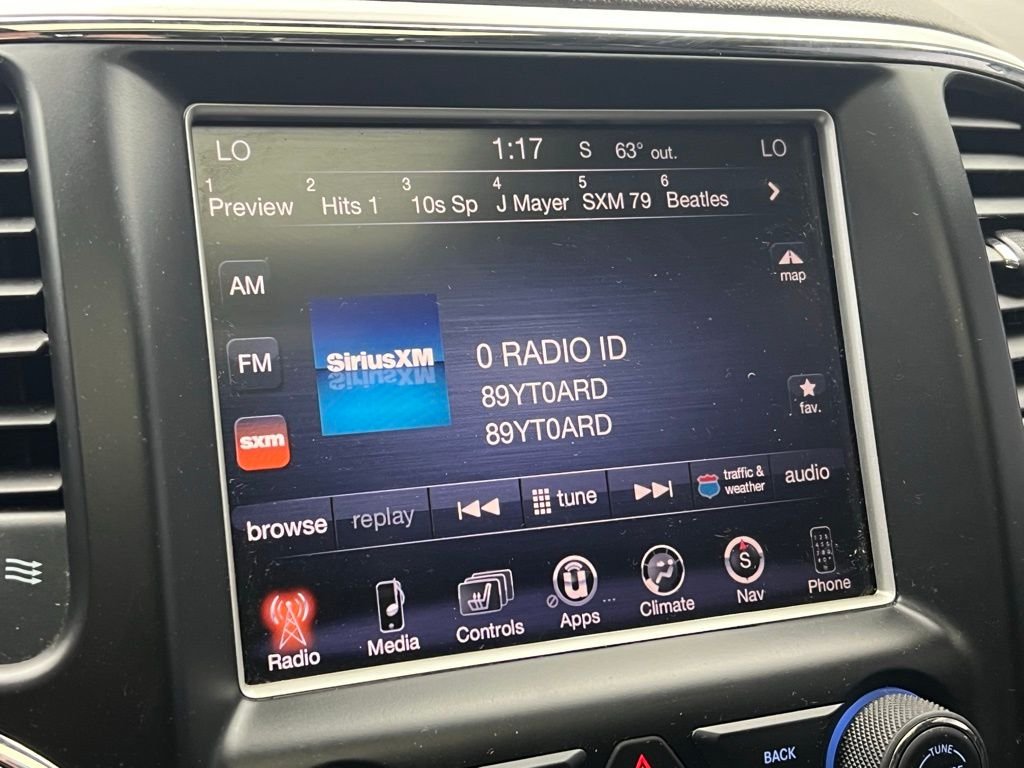 LO 1:17 S 63° out. LO
1 2 3 4 5 6
Preview Hits 1 10s Sp J Mayer SXM 79 Beatles
AM
map
FM
SiriusXM
0 RADIO ID
89YT0ARD
89YT0ARD
fav.
sxm
browse replay tune traffic & weather audio
Radio Media Controls Apps Climate Nav Phone
S
BACK
TUNE